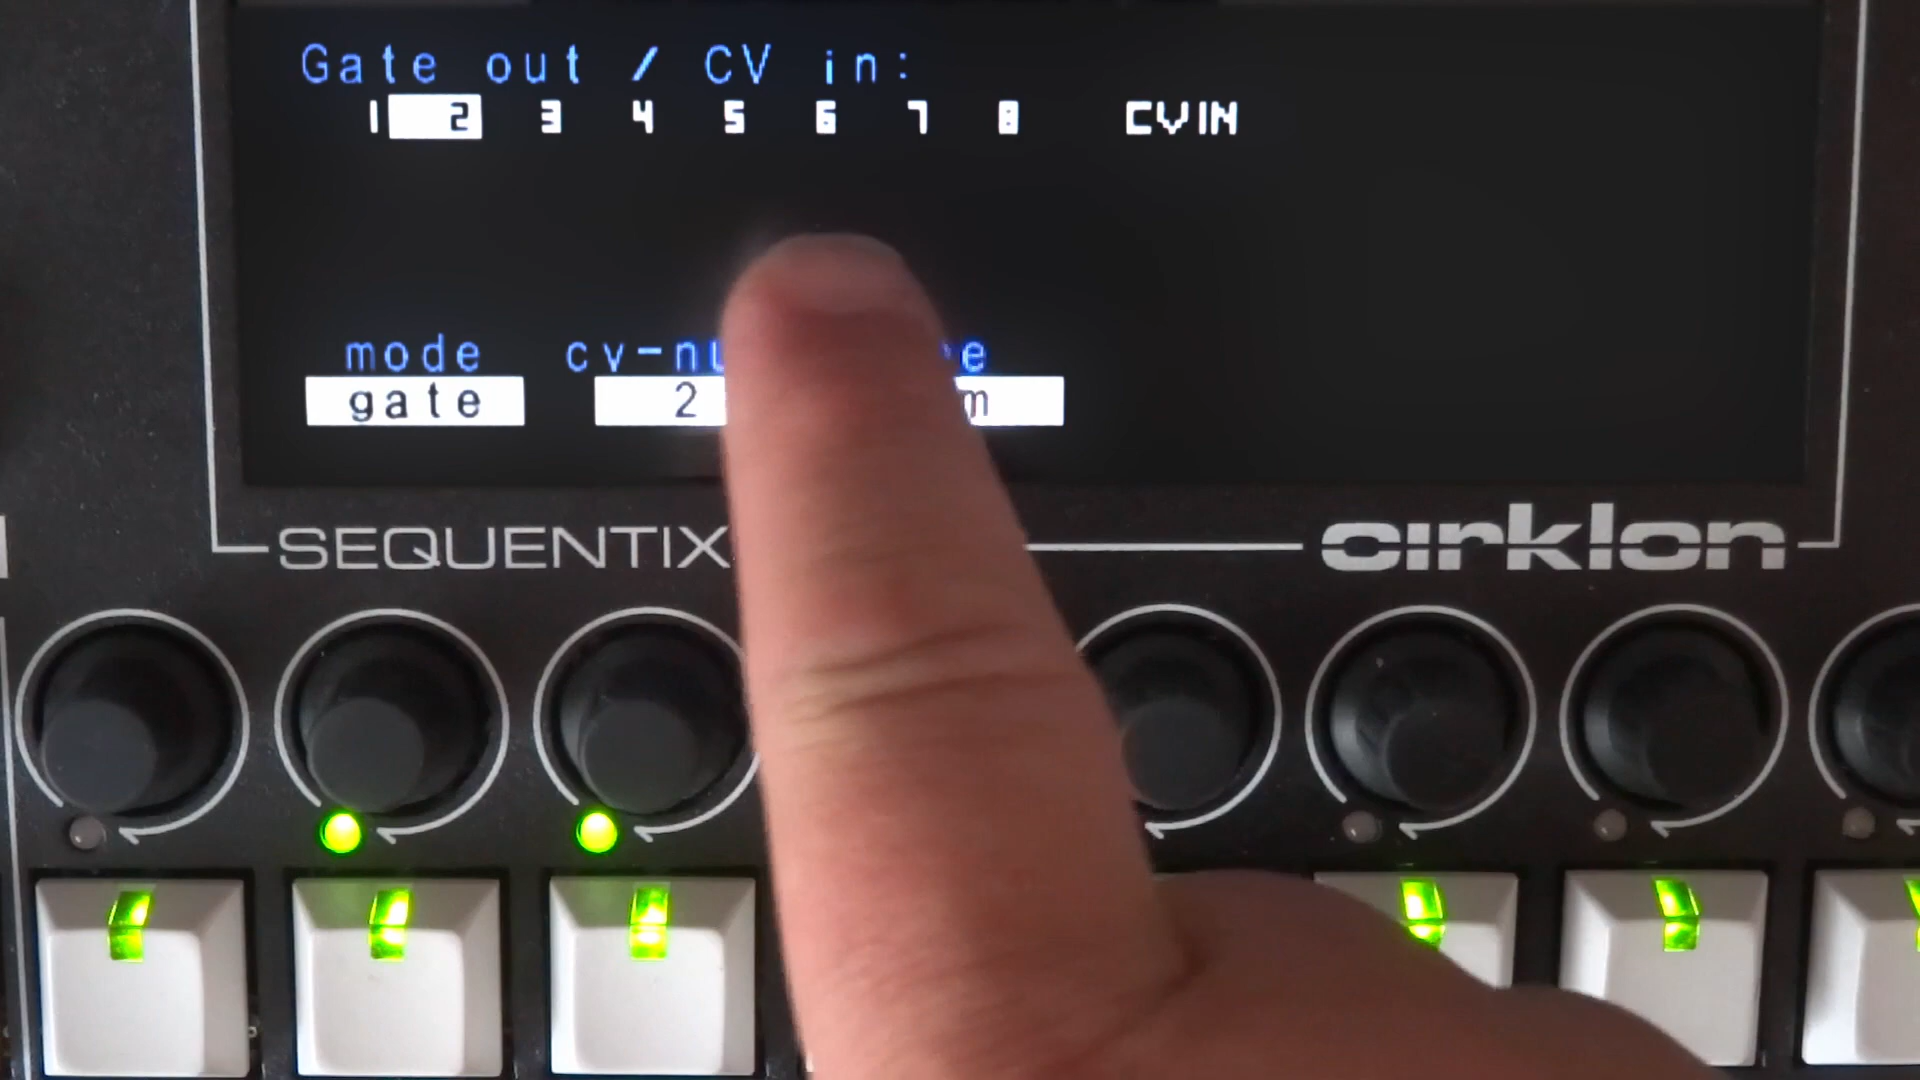 Gate out / CV in:
1 2 3 4 5 6 7 8 CVIN
mode
gate 2
SEQUENTIX cirklon